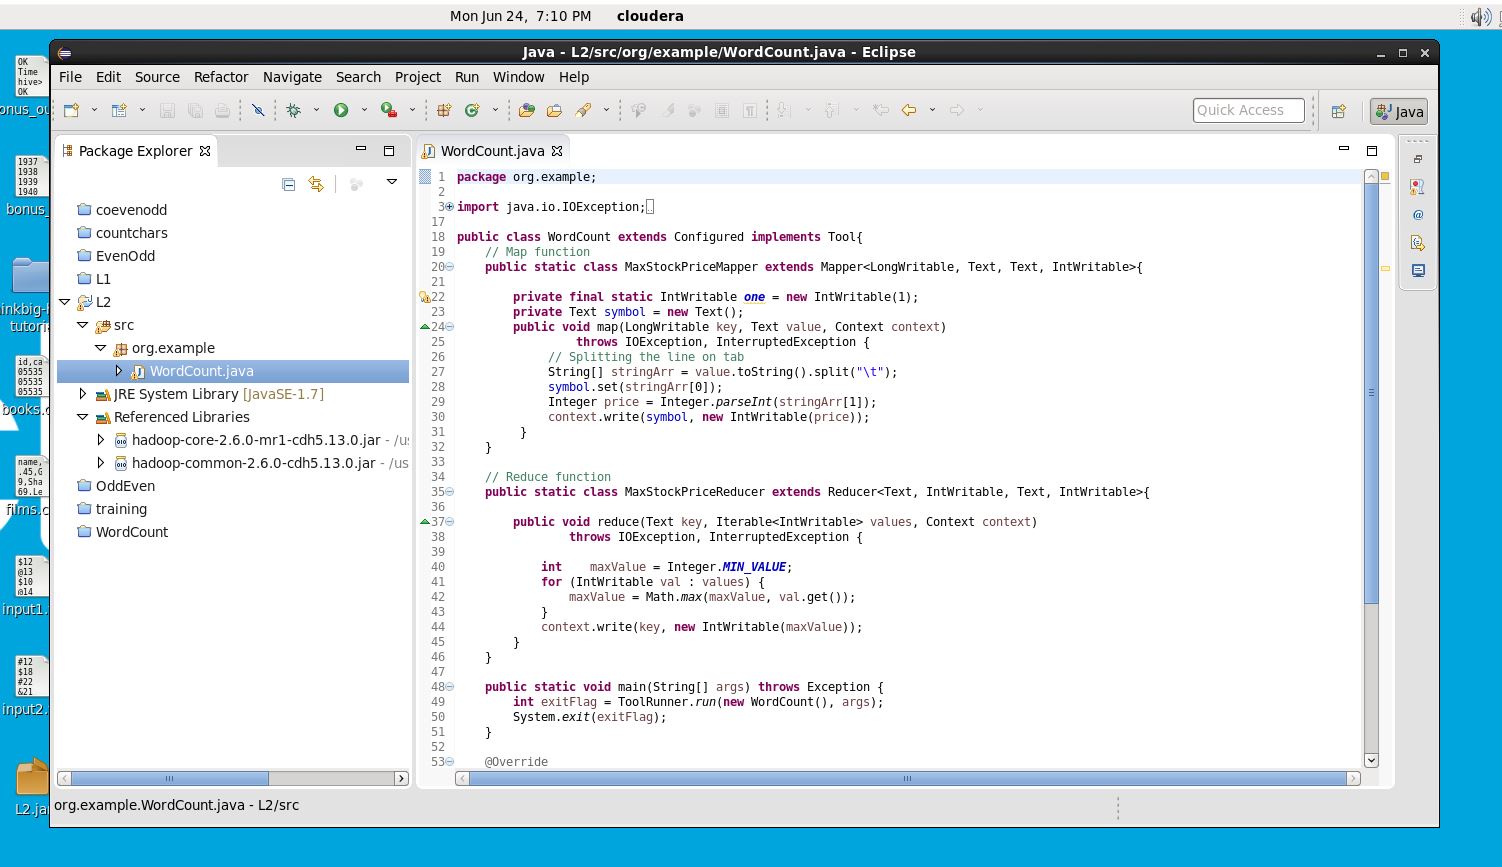 Mon Jun 24, 7:10 PM cloudera
Java - L2/src/org/example/WordCount.java - Eclipse
File Edit Source Refactor Navigate Search Project Run Window Help
Quick Access
Java
Package Explorer
coevenodd
countchars
EvenOdd
L1
L2
src
org.example
WordCount.java
JRE System Library [JavaSE-1.7]
Referenced Libraries
hadoop-core-2.6.0-mr1-cdh5.13.0.jar - /us
hadoop-common-2.6.0-cdh5.13.0.jar - /us
OddEven
training
WordCount
WordCount.java
1 package org.example;
2
3 import java.io.IOException;
17
18 public class WordCount extends Configured implements Tool{
19 // Map function
20 public static class MaxStockPriceMapper extends Mapper<LongWritable, Text, Text, IntWritable>{
21
22 private final static IntWritable one = new IntWritable(1);
23 private Text symbol = new Text();
24 public void map(LongWritable key, Text value, Context context)
25 throws IOException, InterruptedException {
26 // Splitting the line on tab
27 String[] stringArr = value.toString().split("\t");
28 symbol.set(stringArr[0]);
29 Integer price = Integer.parseInt(stringArr[1]);
30 context.write(symbol, new IntWritable(price));
31 }
32 }
33
34 // Reduce function
35 public static class MaxStockPriceReducer extends Reducer<Text, IntWritable, Text, IntWritable>{
36
37 public void reduce(Text key, Iterable<IntWritable> values, Context context)
38 throws IOException, InterruptedException {
39
40 int maxValue = Integer.MIN_VALUE;
41 for (IntWritable val : values) {
42 maxValue = Math.max(maxValue, val.get());
43 }
44 context.write(key, new IntWritable(maxValue));
45 }
46 }
47
48 public static void main(String[] args) throws Exception {
49 int exitFlag = ToolRunner.run(new WordCount(), args);
50 System.exit(exitFlag);
51 }
52
53 @Override
org.example.WordCount.java - L2/src
OK
Time
hive>
OK
onus_ou
1937
1938
1939
1940
bonus_
inkbig-h
tutoria
id,ca
05535
05535
05535
books.c
name,
.45,G
9,Sha
69.Le
films.c
$12
@13
$10
@14
input1.
#12
$18
#22
&21
input2.
L2.ja